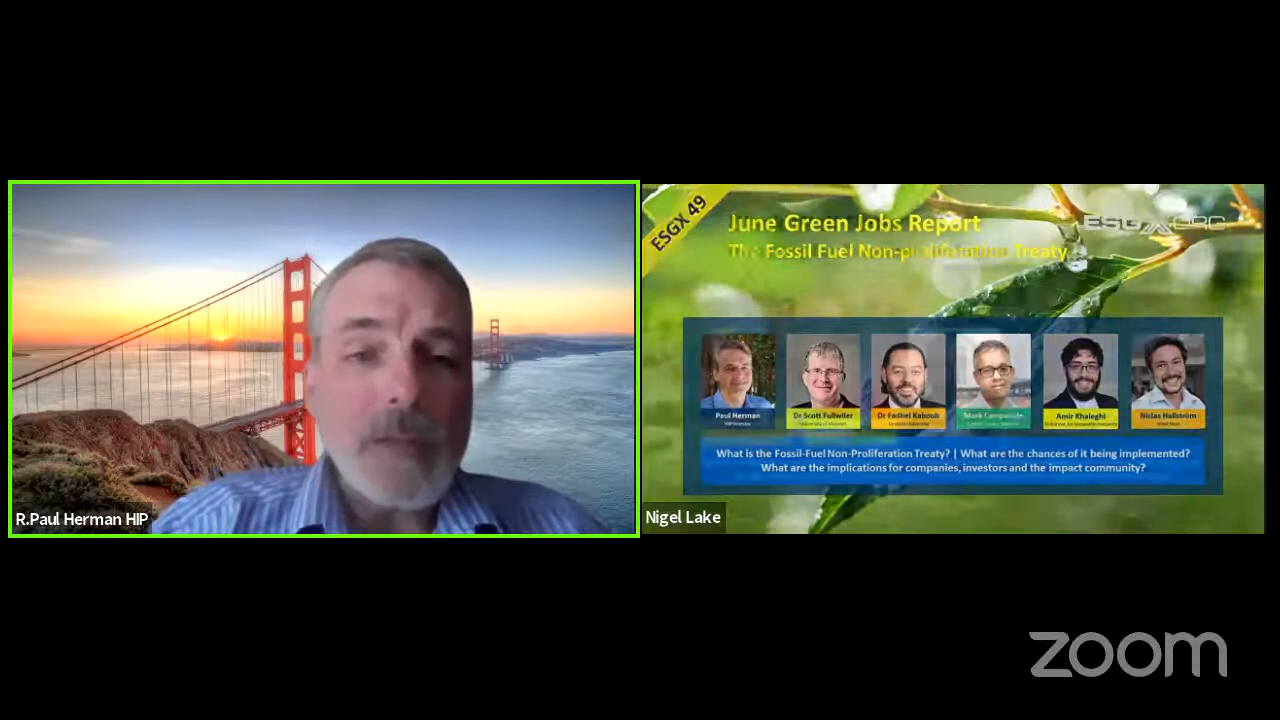 R.Paul Herman HIP
ESGX 49
June Green Jobs Report
The Fossil Fuel Non-proliferation Treaty
ESGXORG
Paul Herman
Dr Scott Fullwiler
Dr Fadhel Kaboub
Mark Campanale
Amir Khaleghi
Niclas Hällström
What is the Fossil-Fuel Non-Proliferation Treaty? | What are the chances of it being implemented?
What are the implications for companies, investors and the impact community?
Nigel Lake
zoom